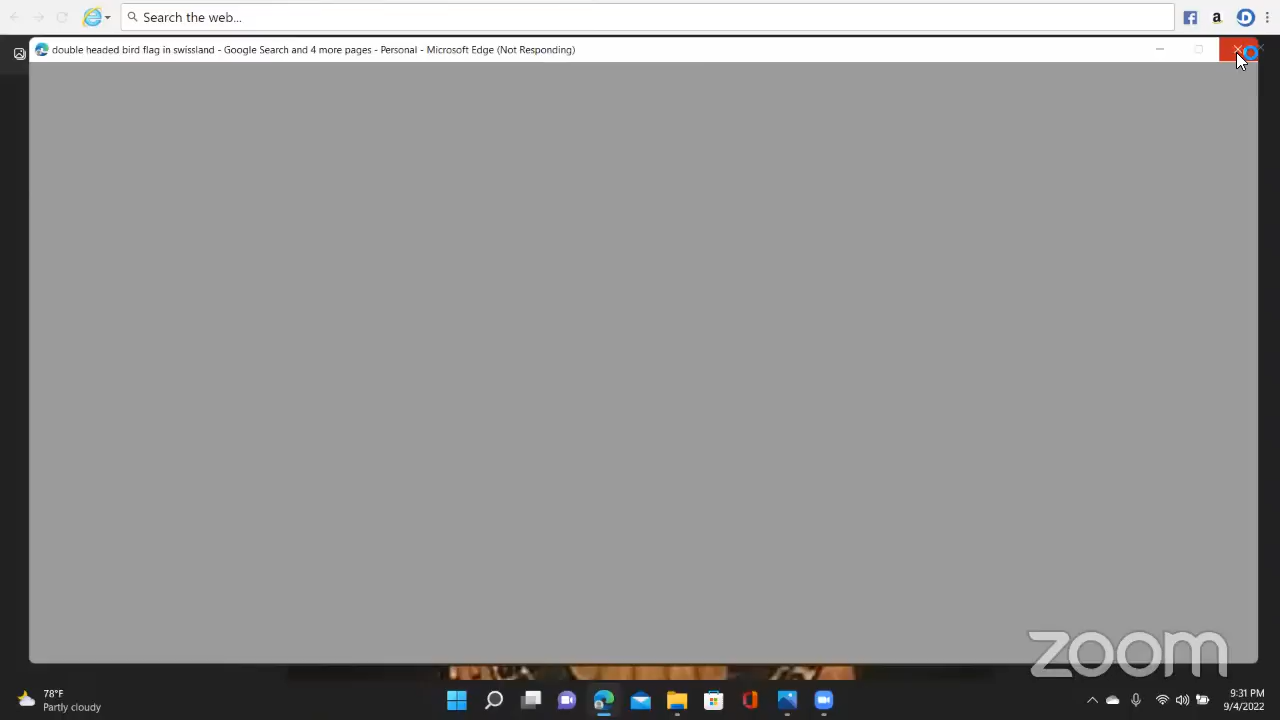 Search the web...
a
D
double headed bird flag in swissland - Google Search and 4 more pages - Personal - Microsoft Edge (Not Responding)
zoom
78°F
Partly cloudy
9:31 PM
9/4/2022